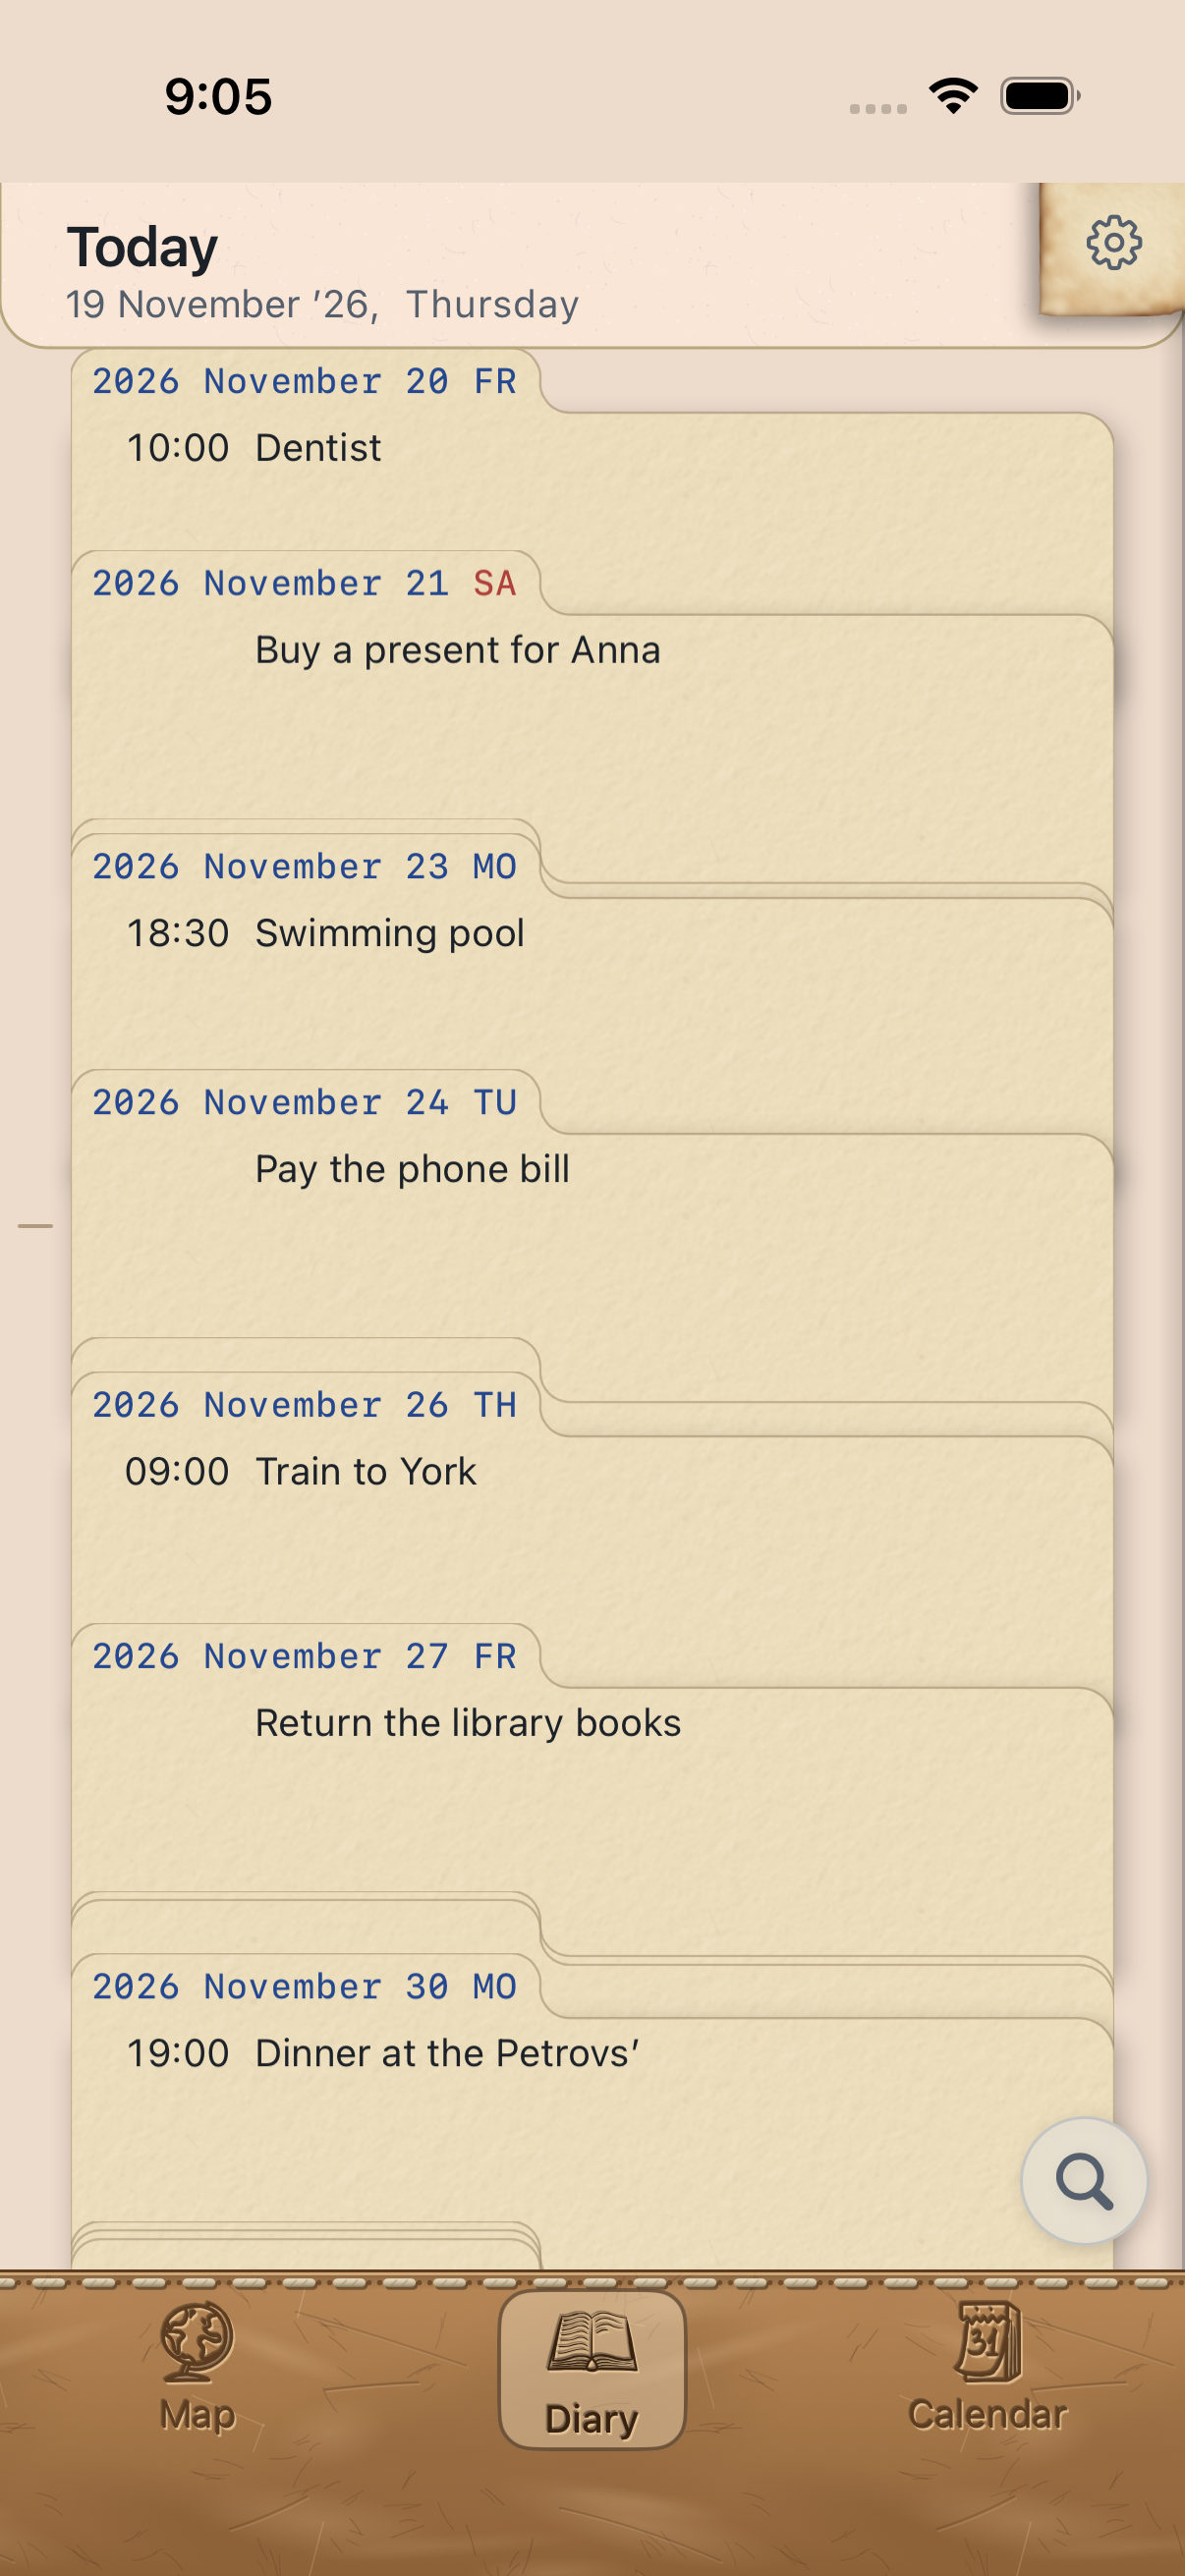 9:05
Today
19 November ’26, Thursday
2026 November 20 FR
10:00 Dentist
2026 November 21 SA
Buy a present for Anna
2026 November 23 MO
18:30 Swimming pool
2026 November 24 TU
Pay the phone bill
2026 November 26 TH
09:00 Train to York
2026 November 27 FR
Return the library books
2026 November 30 MO
19:00 Dinner at the Petrovs’
31
Map Diary Calendar